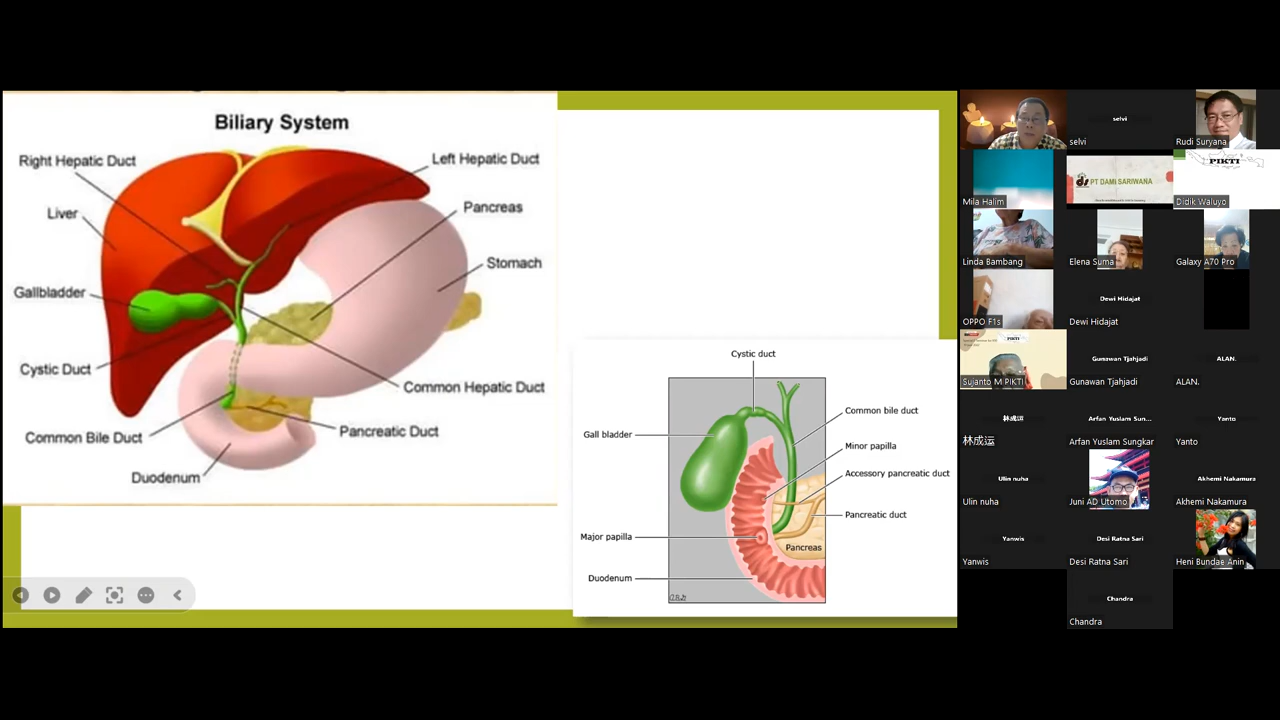 Biliary System
Right Hepatic Duct
Left Hepatic Duct
Liver
Pancreas
Stomach
Gallbladder
Cystic Duct
Common Hepatic Duct
Common Bile Duct
Pancreatic Duct
Duodenum
Cystic duct
Common bile duct
Gall bladder
Minor papilla
Accessory pancreatic duct
Pancreatic duct
Major papilla
Pancreas
Duodenum
selvi
selvi
Rudi Suryana
Mila Halim
PT DAMI SARIWANA
PIKTI
Didik Waluyo
Linda Bambang
Elena Suma
Galaxy A70 Pro
OPPO F1s
Dewi Hidajat
Dewi Hidajat
PIKTI
Sujanto M PIKTI
Gunawan Tjahjadi
Gunawan Tjahjadi
ALAN.
ALAN.
林成运
林成运
Arfan Yuslam Sun...
Arfan Yuslam Sungkar
Yanto
Yanto
Ulin nuha
Ulin nuha
Juni AD Utomo
Akhemi Nakamura
Akhemi Nakamura
Yanwis
Yanwis
Desi Ratna Sari
Desi Ratna Sari
Heni Bundae Anin
Chandra
Chandra